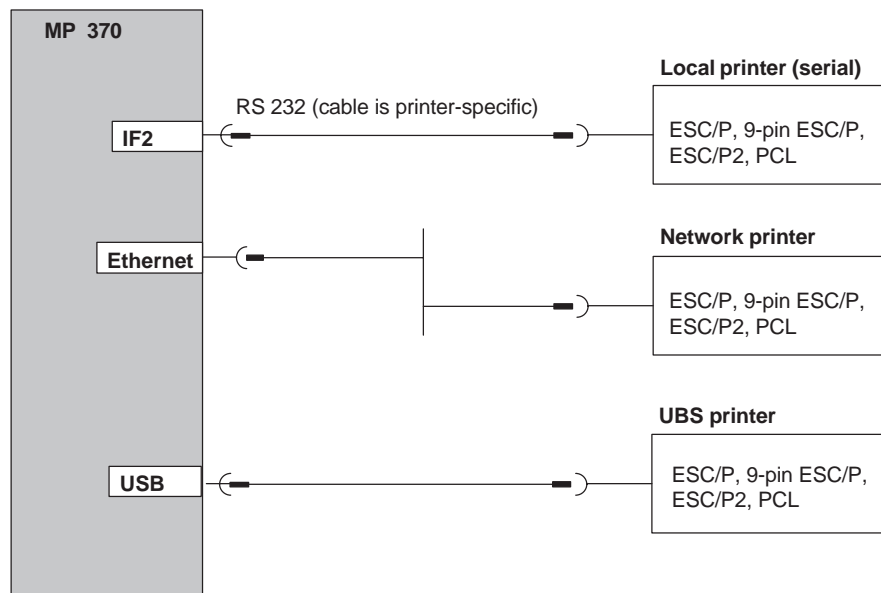 MP 370
Local printer (serial)
RS 232 (cable is printer-specific)
IF2
ESC/P, 9-pin ESC/P,
ESC/P2, PCL
Network printer
Ethernet
ESC/P, 9-pin ESC/P,
ESC/P2, PCL
UBS printer
USB
ESC/P, 9-pin ESC/P,
ESC/P2, PCL